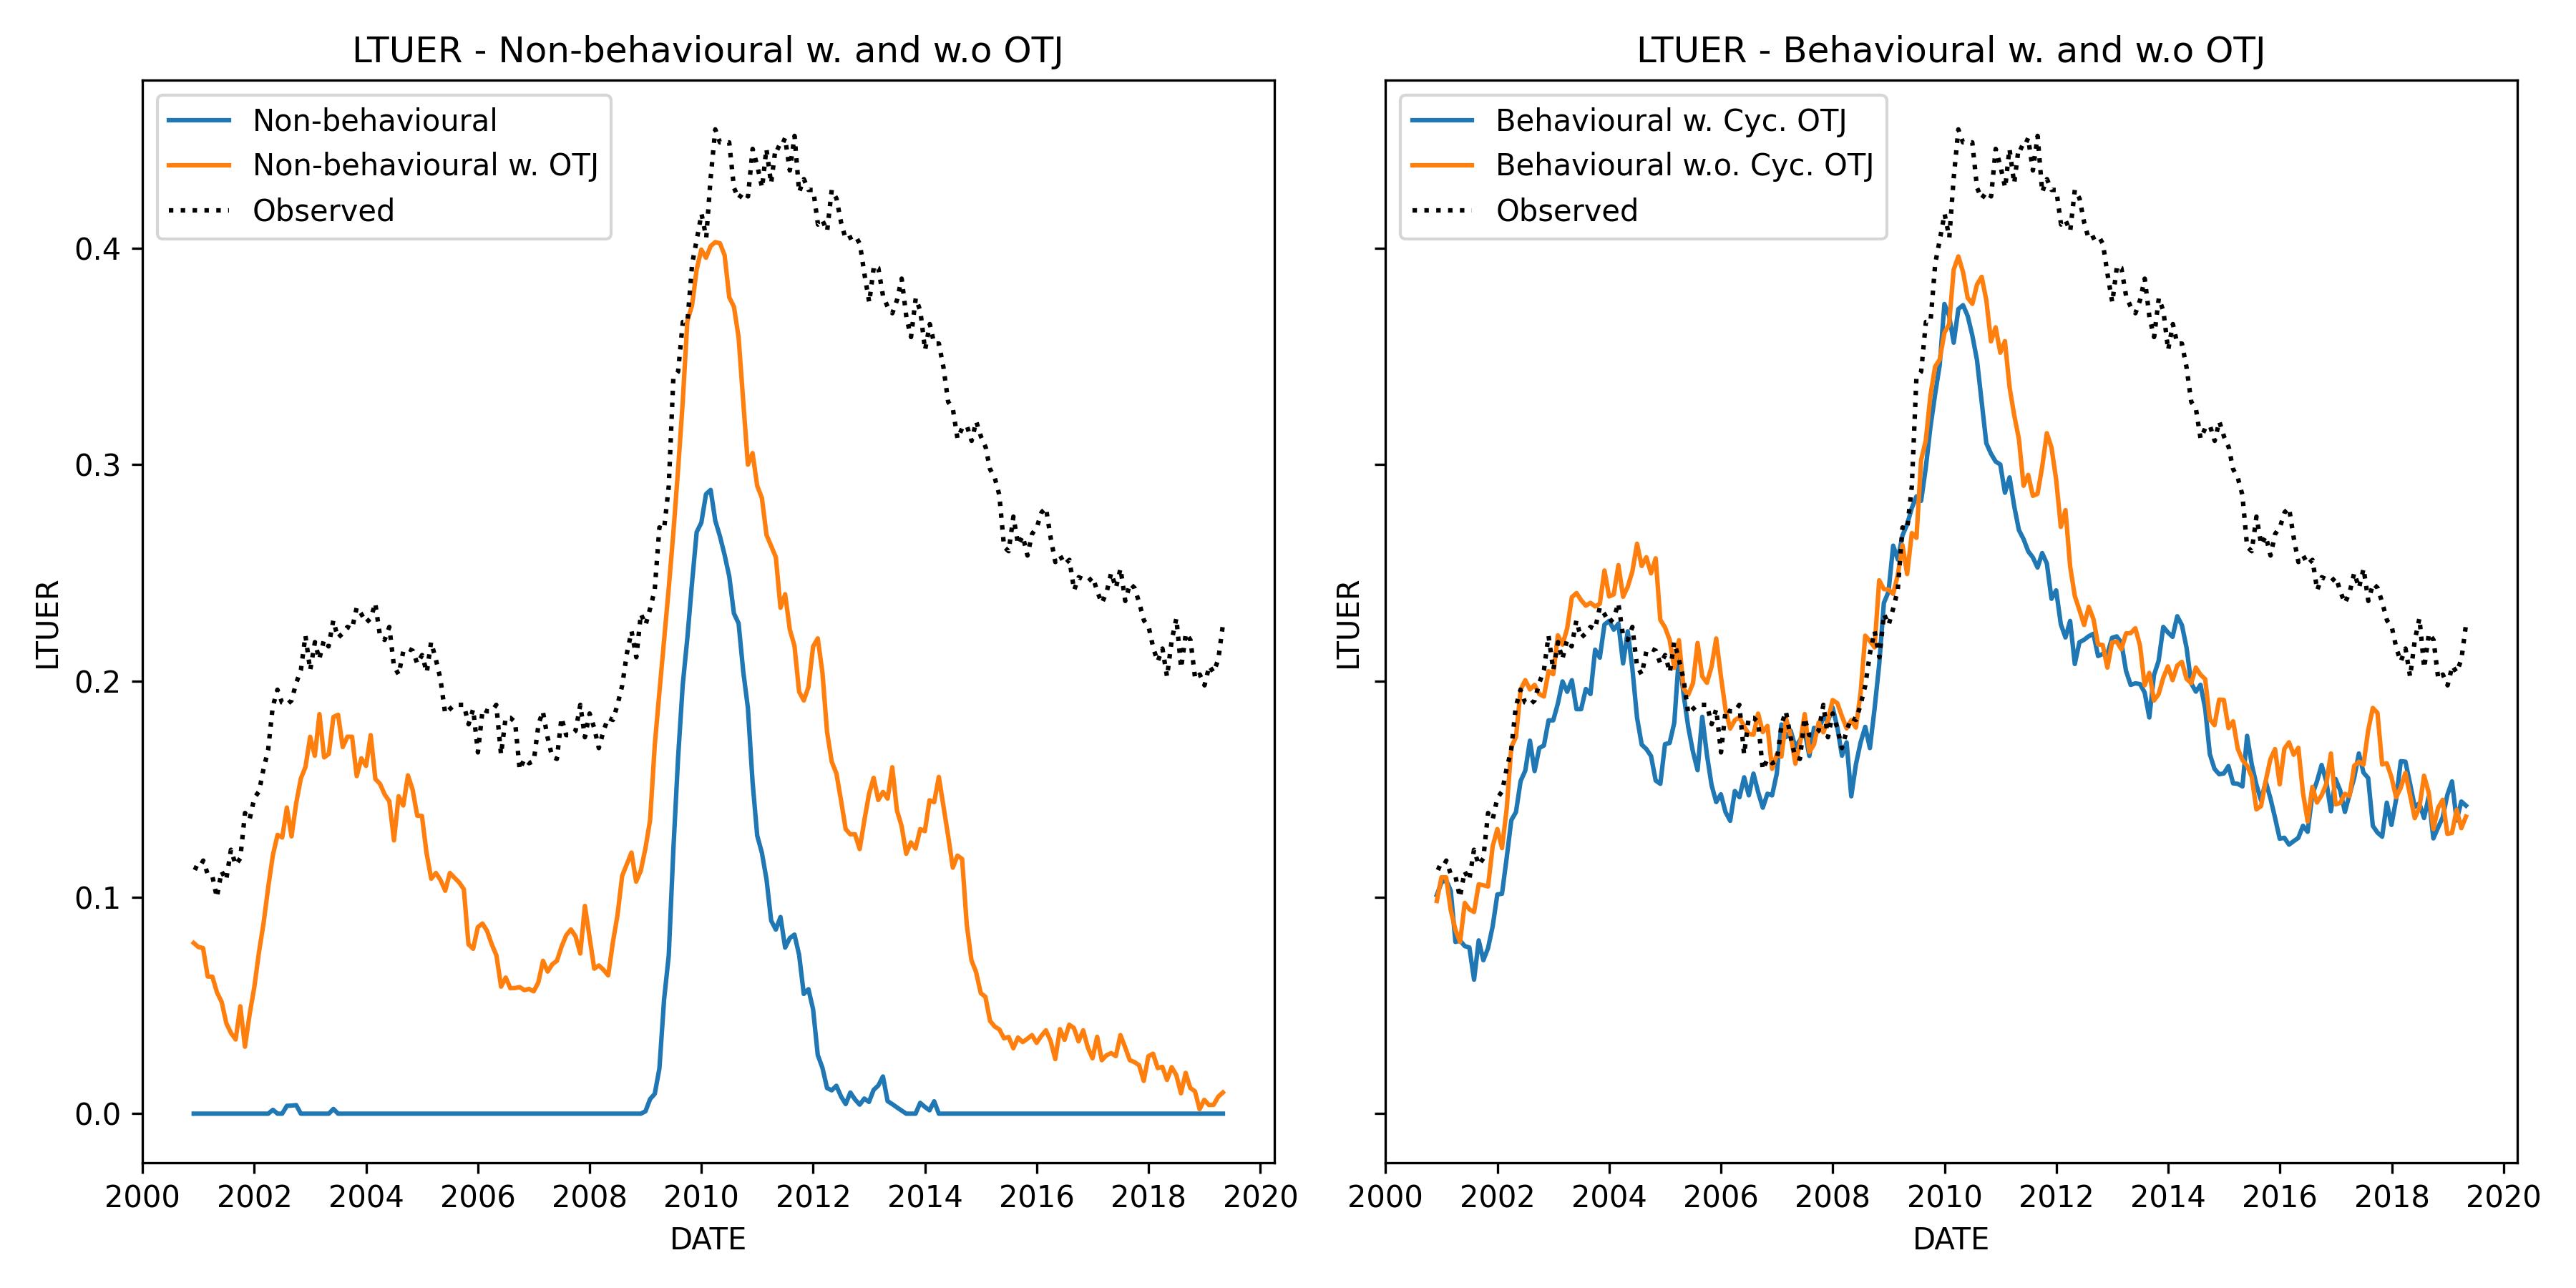 LTUER - Non-behavioural w. and w.o OTJ
Non-behavioural
Non-behavioural w. OTJ
Observed
LTUER
0.4
0.3
0.2
0.1
0.0
2000 2002 2004 2006 2008 2010 2012 2014 2016 2018 2020
DATE
LTUER - Behavioural w. and w.o OTJ
Behavioural w. Cyc. OTJ
Behavioural w.o. Cyc. OTJ
Observed
LTUER
2000 2002 2004 2006 2008 2010 2012 2014 2016 2018 2020
DATE